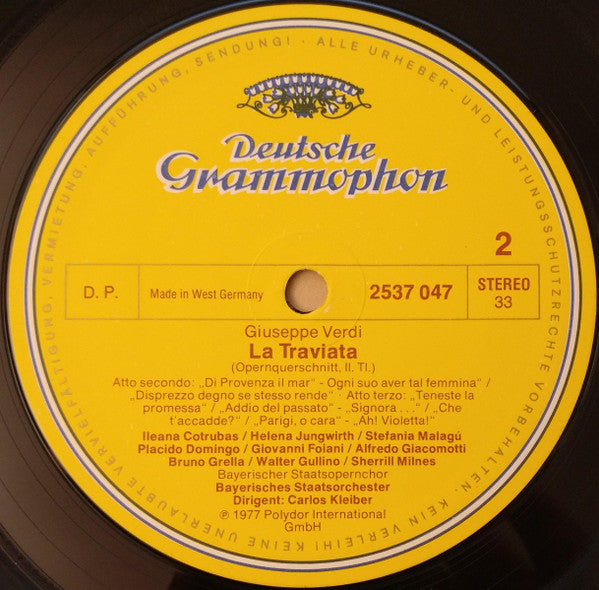 KEIN VERLEIH! KEINE UNERLAUBTE VERVIELFÄLTIGUNG, VERMIETUNG, AUFFÜHRUNG, SENDUNG! · ALLE URHEBER- UND LEISTUNGSSCHUTZRECHTE VORBEHALTEN ·
Deutsche
Grammophon
2
D. P.
Made in West Germany
2537 047
STEREO
33
Giuseppe Verdi
La Traviata
(Opernquerschnitt, II. Tl.)
Atto secondo: „Di Provenza il mar" - Ogni suo aver tal femmina" /
„Disprezzo degno se stesso rende" · Atto terzo: „Teneste la
promessa" / „Addio del passato" - „Signora . . ." / „Che
t'accadde?" / „Parigi, o cara" - „Ah! Violetta!"
Ileana Cotrubas / Helena Jungwirth / Stefania Malagú
Placido Domingo / Giovanni Foiani / Alfredo Giacomotti
Bruno Grella / Walter Gullino / Sherrill Milnes
Bayerischer Staatsopernchor
Bayerisches Staatsorchester
Dirigent: Carlos Kleiber
℗ 1977 Polydor International
GmbH